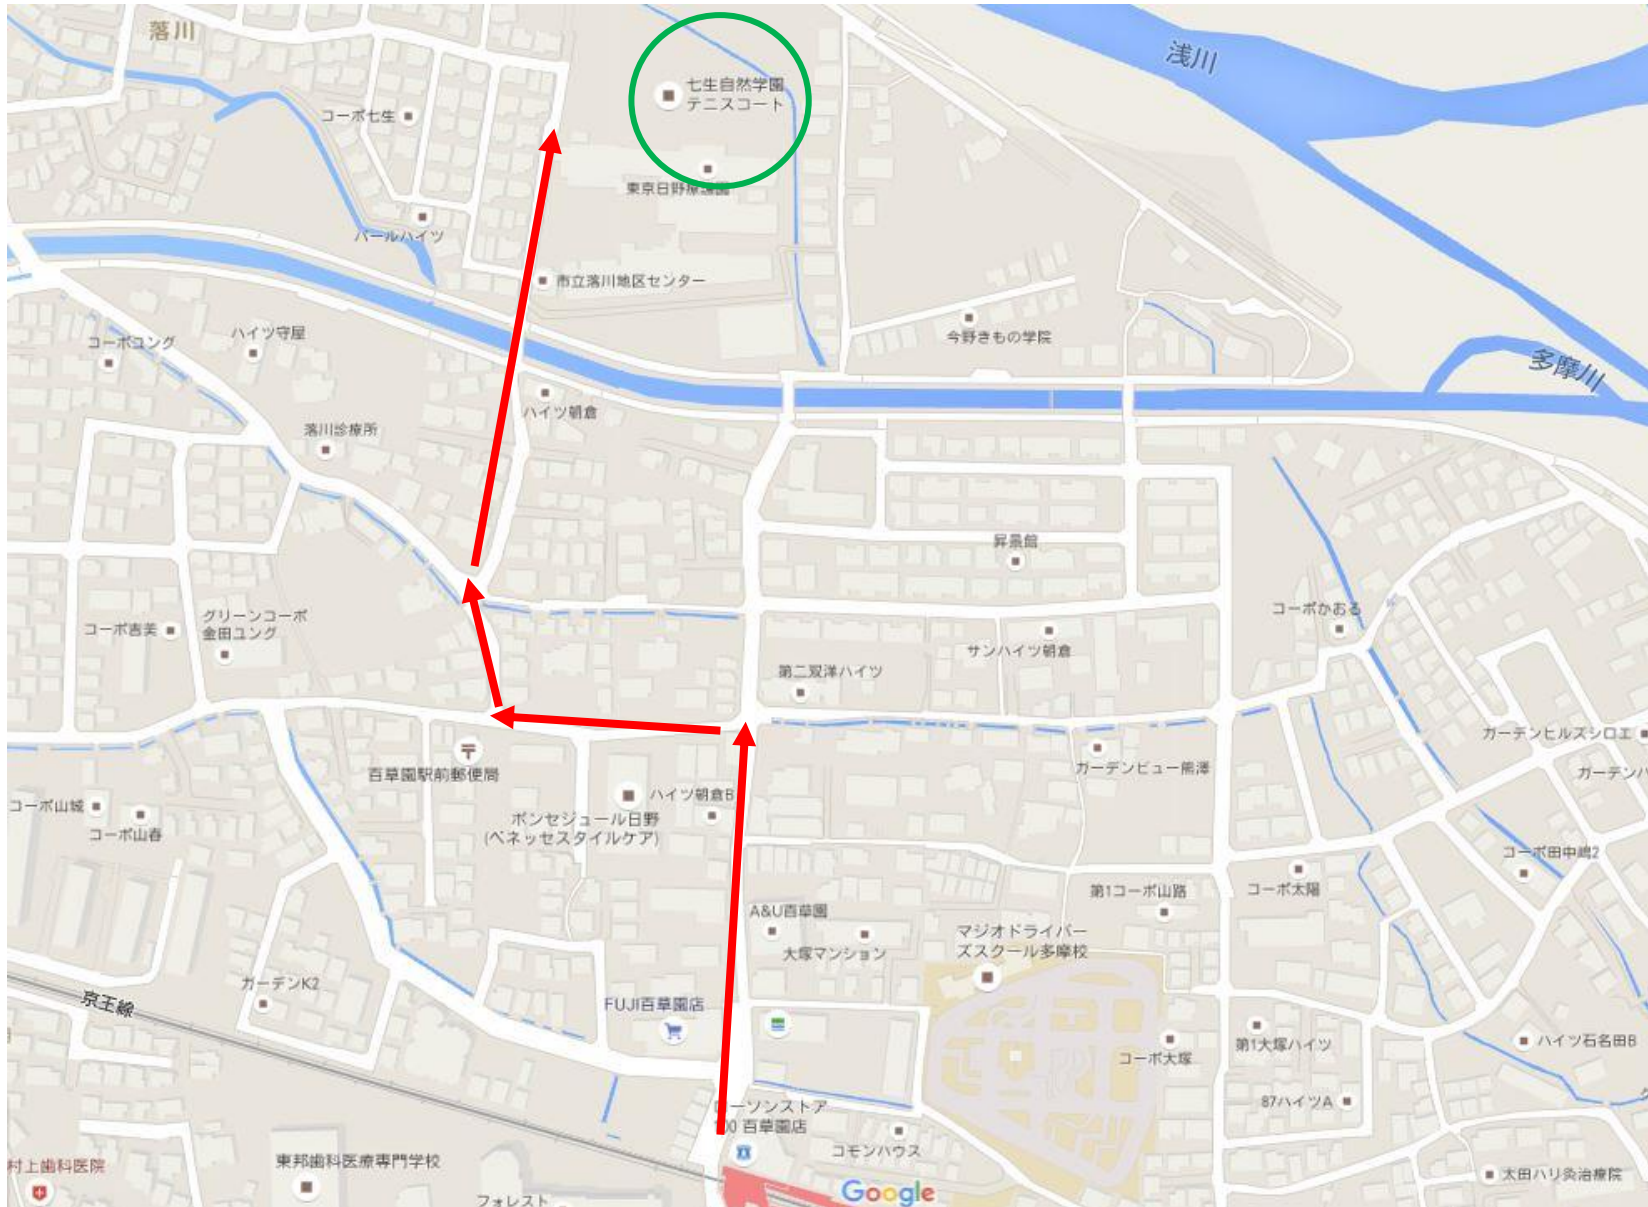 落川
浅川
七生自然学園
テニスコート
コーポ七生
東京日野療護園
パールハイツ
市立落川地区センター
コーポユング
ハイツ守屋
今野きもの学院
多摩川
ハイツ朝倉
落川診療所
昇景館
グリーンコーポ
金田ユング
コーポ吉美
コーポかおる
サンハイツ朝倉
第二双洋ハイツ
ガーデンヒルズシロエ
百草園駅前郵便局
ガーデンビュー熊澤
ガーデンハ
コーポ山城
ハイツ朝倉B
コーポ山春
ボンセジュール日野
(ベネッセスタイルケア)
コーポ田中嶋2
第1コーポ山路
コーポ太陽
A&U百草園
大塚マンション
マジオドライバー
ズスクール多摩校
ガーデンK2
京王線
FUJI百草園店
コーポ大塚
第1大塚ハイツ
ハイツ石名田B
87ハイツA
ーソンストア
100 百草園店
コモンハウス
村上歯科医院
東邦歯科医療専門学校
太田ハリ灸治療院
フォレスト
Google